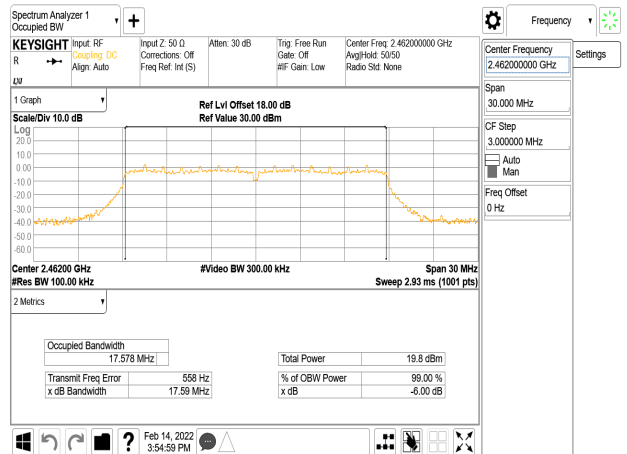 Spectrum Analyzer 1
Occupied BW
Frequency
KEYSIGHT
Input: RF
Coupling: DC
Align: Auto
Input Z: 50 Ω
Corrections: Off
Freq Ref: Int (S)
Atten: 30 dB
Trig: Free Run
Gate: Off
#IF Gain: Low
Center Freq: 2.462000000 GHz
Avg|Hold: 50/50
Radio Std: None
R
LXI
Center Frequency
2.462000000 GHz
Settings
Span
30.000 MHz
CF Step
3.000000 MHz
Auto
Man
Freq Offset
0 Hz
1 Graph
Scale/Div 10.0 dB
Ref Lvl Offset 18.00 dB
Ref Value 30.00 dBm
Log
20.0
10.0
0.00
-10.0
-20.0
-30.0
-40.0
-50.0
-60.0
Center 2.46200 GHz
#Video BW 300.00 kHz
Span 30 MHz
#Res BW 100.00 kHz
Sweep 2.93 ms (1001 pts)
2 Metrics
Occupied Bandwidth
17.578 MHz
Total Power 19.8 dBm
Transmit Freq Error 558 Hz
% of OBW Power 99.00 %
x dB Bandwidth 17.59 MHz
x dB -6.00 dB
?
Feb 14, 2022
3:54:59 PM